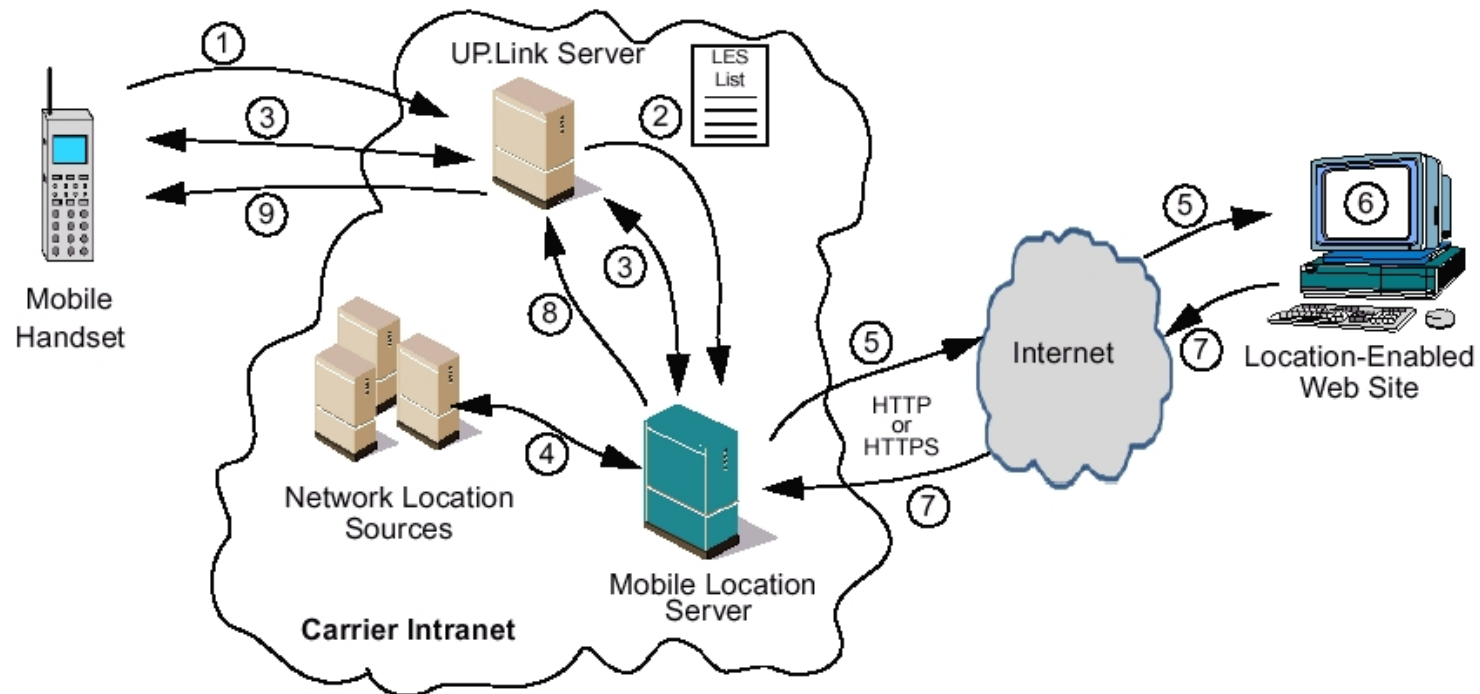 1
UP.Link Server
LES
List
2
3
9
Mobile
Handset
3
8
5
6
5
Internet
7
Location-Enabled
Web Site
HTTP
or
HTTPS
4
7
Network Location
Sources
Mobile Location
Server
Carrier Intranet